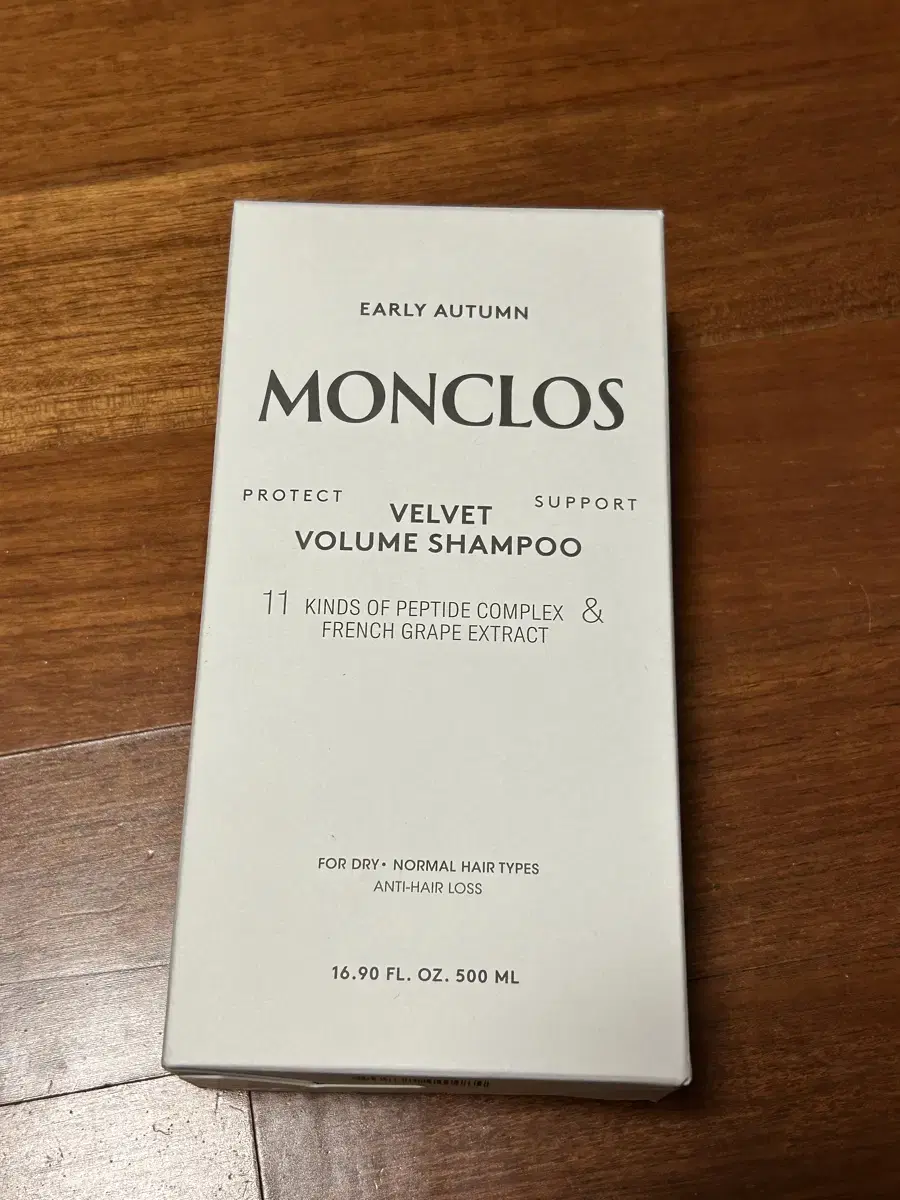 EARLY AUTUMN
MONCLOS
PROTECT
SUPPORT
VELVET
VOLUME SHAMPOO
11 KINDS OF PEPTIDE COMPLEX &
FRENCH GRAPE EXTRACT
FOR DRY• NORMAL HAIR TYPES
ANTI-HAIR LOSS
16.90 FL. OZ. 500 ML